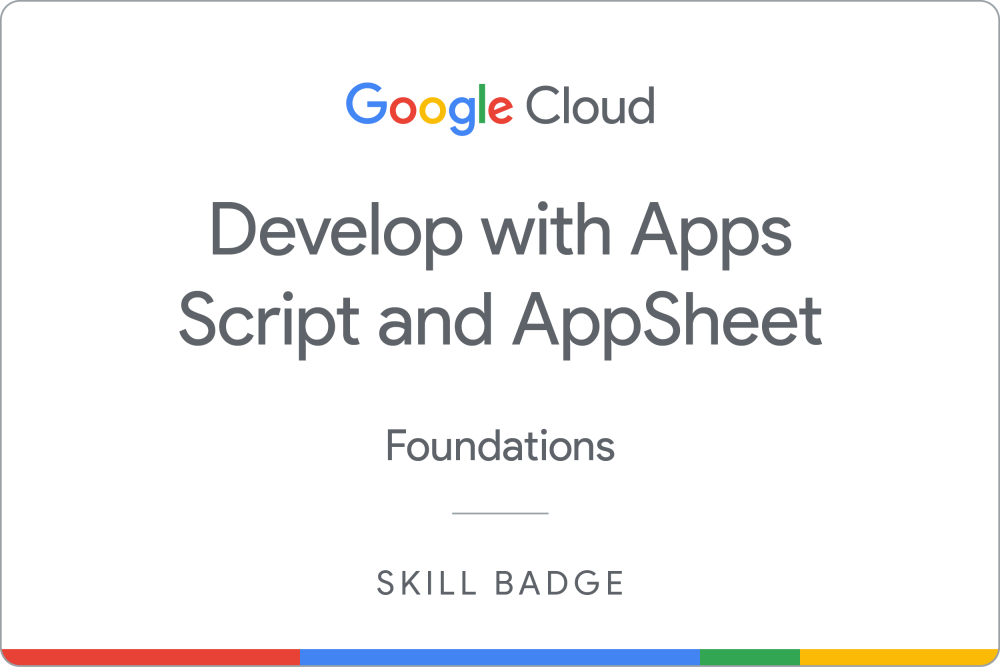 Google Cloud
Develop with Apps
Script and AppSheet
Foundations
SKILL BADGE